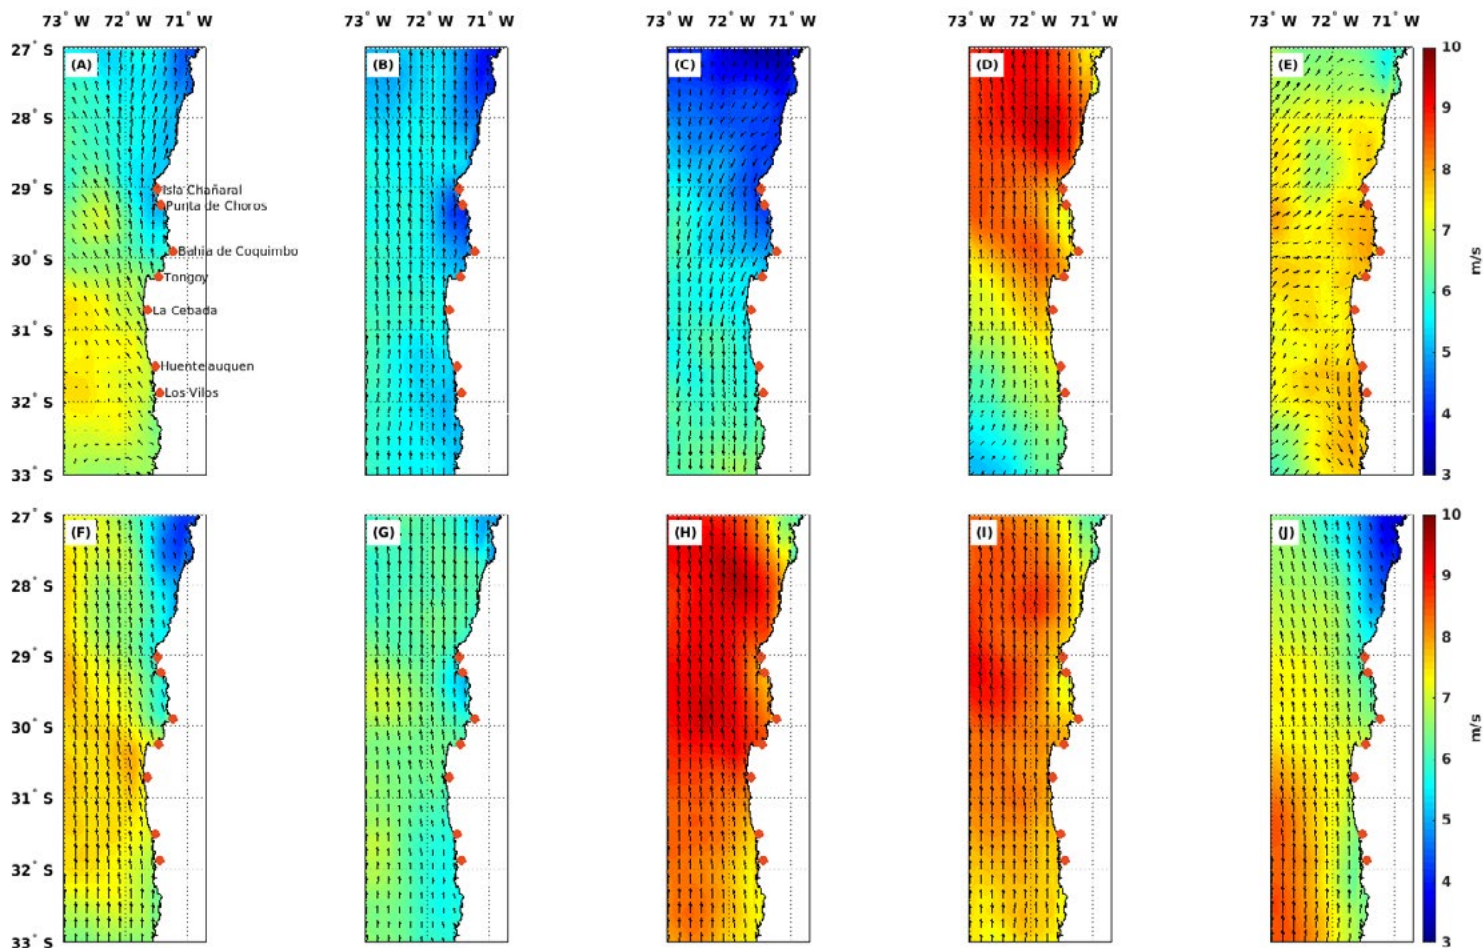 73° W 72° W 71° W 73° W 72° W 71° W 73° W 72° W 71° W 73° W 72° W 71° W 73° W 72° W 71° W
27° S
(A) (B) (C) (D) (E)
28° S
29° S
30° S
31° S
32° S
33° S
Isla Chañaral
Punta de Choros
Bahia de Coquimbo
Tongoy
La Cebada
Huentelauquen
Los Vilos
10
9
8
7
6
5
4
3
m/s
27° S
(F) (G) (H) (I) (J)
28° S
29° S
30° S
31° S
32° S
33° S
10
9
8
7
6
5
4
3
m/s